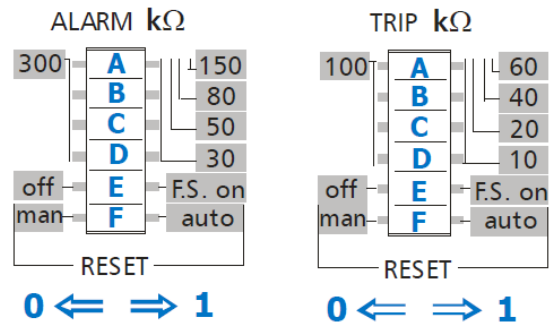 ALARM kΩ
300 A 150
B 80
C 50
D 30
off E F.S. on
man F auto
RESET
0 ⇐ ⇒ 1
TRIP kΩ
100 A 60
B 40
C 20
D 10
off E F.S. on
man F auto
RESET
0 ⇐ ⇒ 1